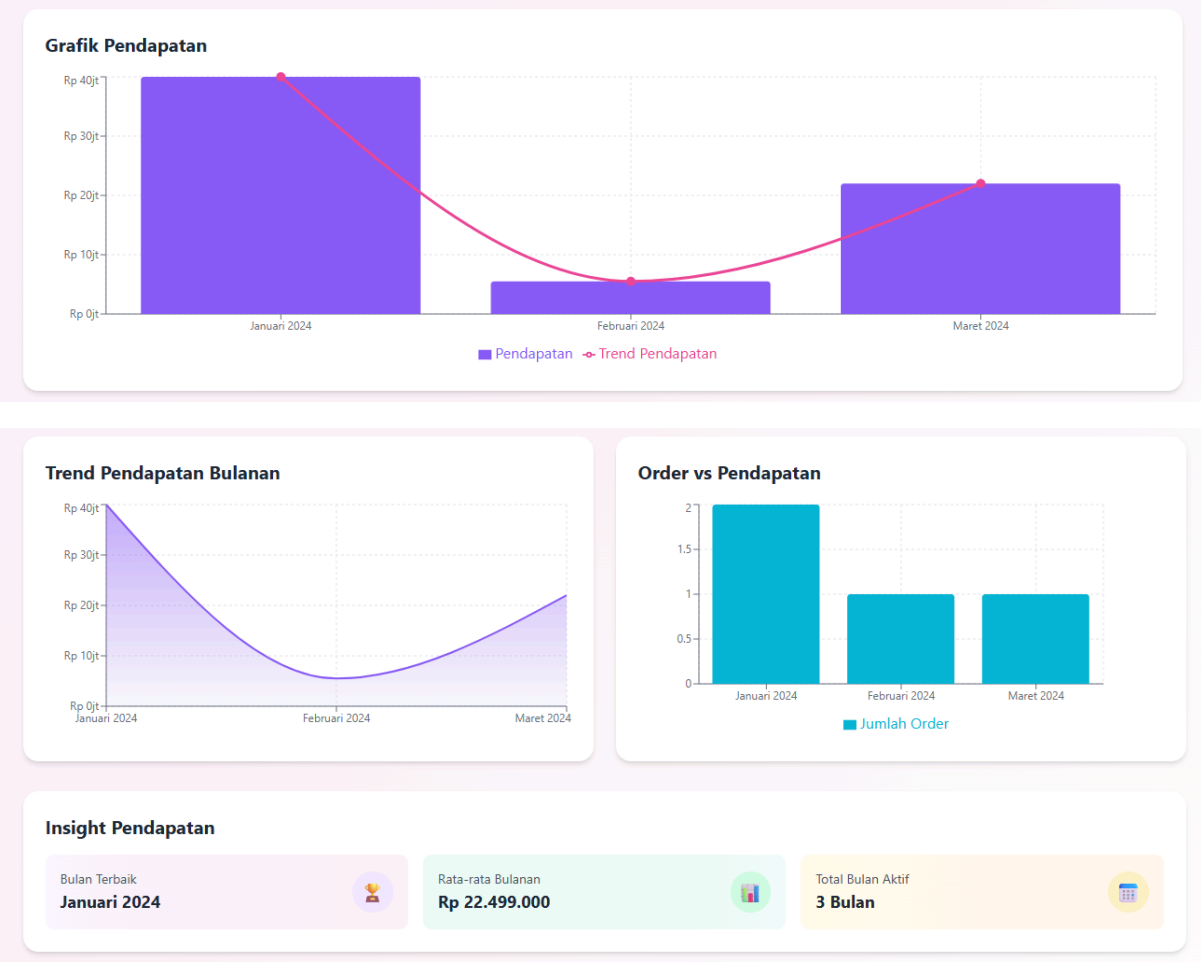 Grafik Pendapatan
Rp 40jt
Rp 30jt
Rp 20jt
Rp 10jt
Rp 0jt
Januari 2024 Februari 2024 Maret 2024
Pendapatan Trend Pendapatan
Trend Pendapatan Bulanan
Rp 40jt
Rp 30jt
Rp 20jt
Rp 10jt
Rp 0jt
Januari 2024 Februari 2024 Maret 2024
Order vs Pendapatan
2
1.5
1
0.5
0
Januari 2024 Februari 2024 Maret 2024
Jumlah Order
Insight Pendapatan
Bulan Terbaik
Januari 2024
Rata-rata Bulanan
Rp 22.499.000
Total Bulan Aktif
3 Bulan